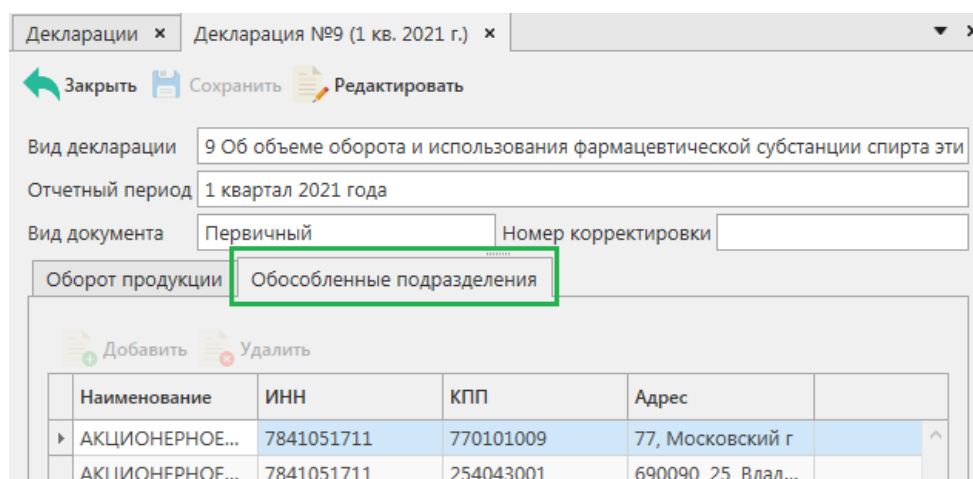 Декларации × Декларация №9 (1 кв. 2021 г.) ×
Закрыть Сохранить Редактировать
Вид декларации 9 Об объеме оборота и использования фармацевтической субстанции спирта эти
Отчетный период 1 квартал 2021 года
Вид документа Первичный Номер корректировки
Оборот продукции Обособленные подразделения
Добавить Удалить
Наименование ИНН КПП Адрес
АКЦИОНЕРНОЕ... 7841051711 770101009 77, Московский г
АКЦИОНЕРНОЕ... 7841051711 254043001 690090, 25, Влад...